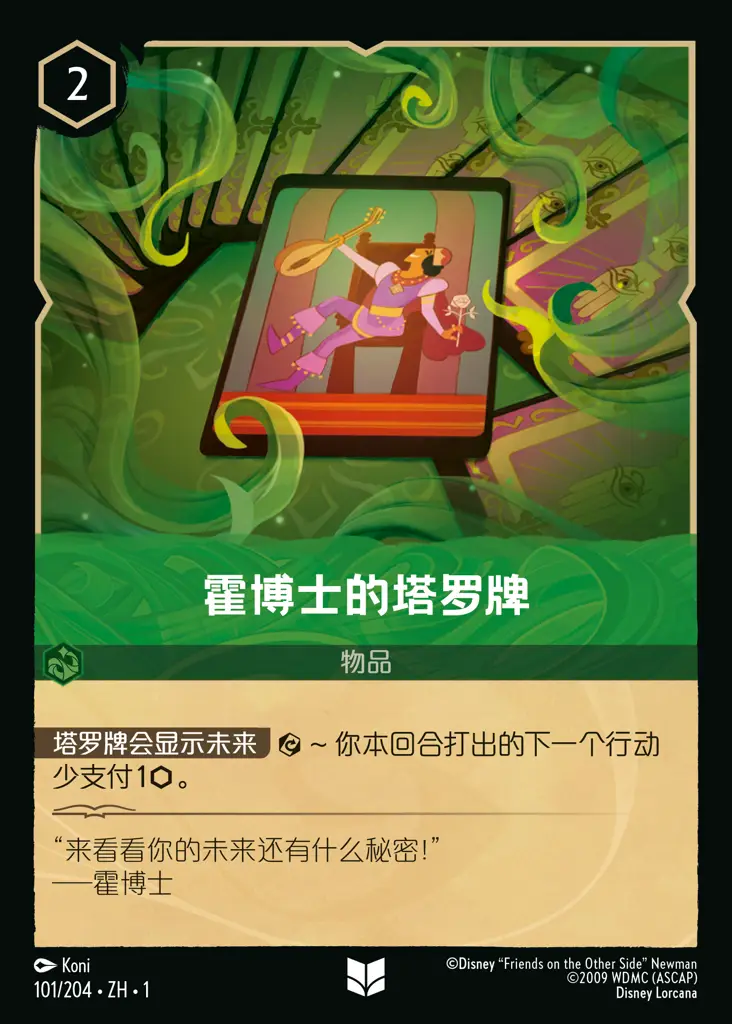 2
霍博士的塔罗牌
物品
塔罗牌会显示未来 ~ 你本回合打出的下一个行动
少支付1。
“来看看你的未来还有什么秘密!”
——霍博士
Koni
101/204 • ZH • 1
©Disney “Friends on the Other Side” Newman
©2009 WDMC (ASCAP)
Disney Lorcana